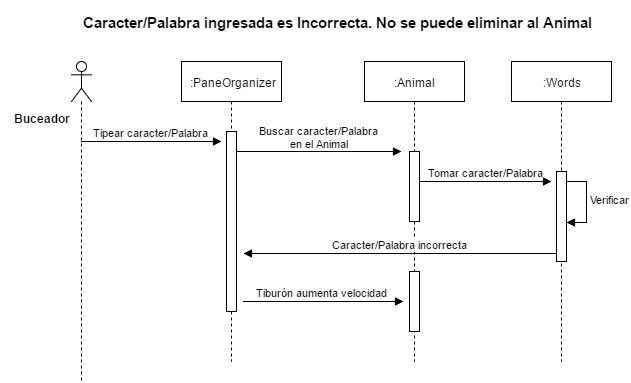 Caracter/Palabra ingresada es Incorrecta. No se puede eliminar al Animal
:PaneOrganizer
:Animal
:Words
Buceador
Tipear caracter/Palabra
Buscar caracter/Palabra
en el Animal
Tomar caracter/Palabra
Verificar
Caracter/Palabra incorrecta
Tiburón aumenta velocidad